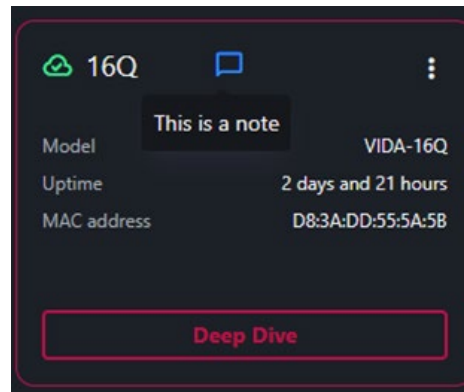 16Q
This is a note
Model VIDA-16Q
Uptime 2 days and 21 hours
MAC address D8:3A:DD:55:5A:5B
Deep Dive